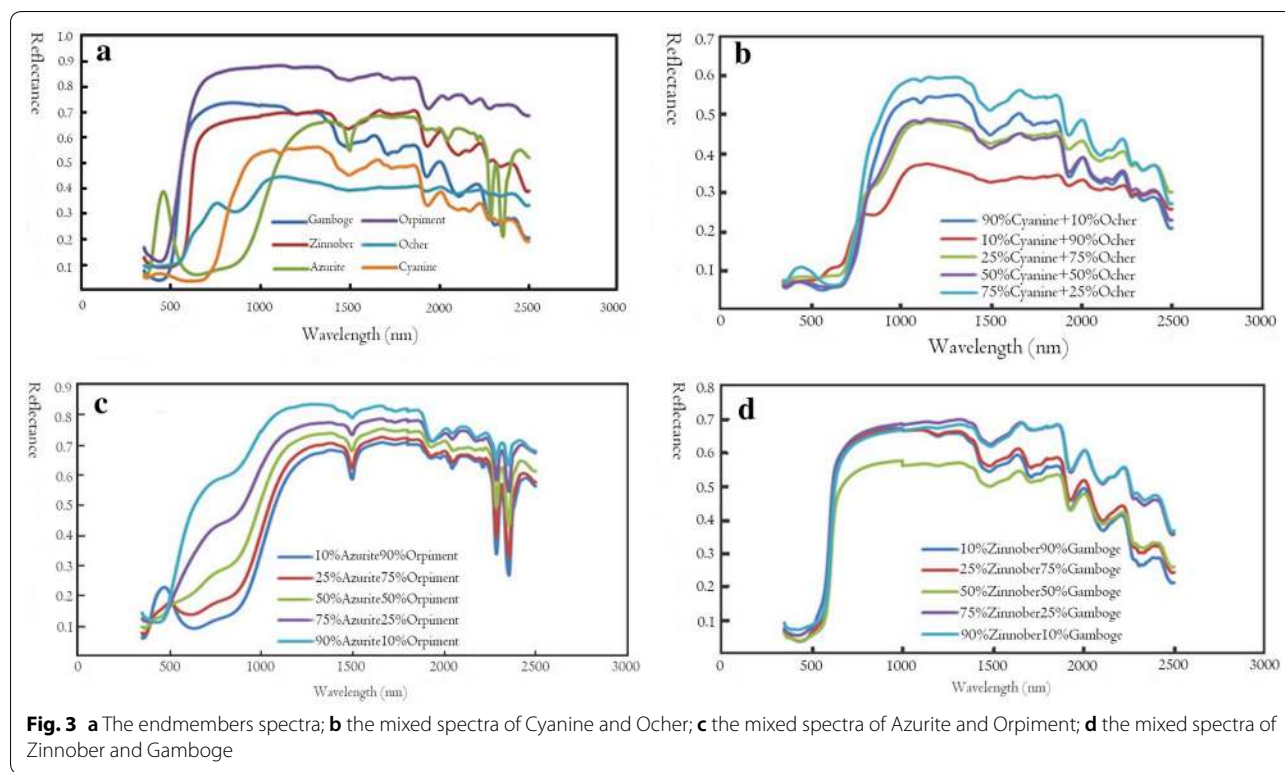 a
Reflectance
1.0
0.9
0.8
0.7
0.6
0.5
0.4
0.3
0.2
0.1
0 500 1000 1500 2000 2500 3000
Wavelength (nm)
Gamboge Orpiment
Zinnober Ocher
Azurite Cyanine
b
Reflectance
0.7
0.6
0.5
0.4
0.3
0.2
0.1
0 500 1000 1500 2000 2500 3000
Wavelength (nm)
90%Cyanine+10%Ocher
10%Cyanine+90%Ocher
25%Cyanine+75%Ocher
50%Cyanine+50%Ocher
75%Cyanine+25%Ocher
c
Reflectance
0.9
0.8
0.7
0.6
0.5
0.4
0.3
0.2
0.1
0 500 1000 1500 2000 2500 3000
Wavelength (nm)
10%Azurite90%Orpiment
25%Azurite75%Orpiment
50%Azurite50%Orpiment
75%Azurite25%Orpiment
90%Azurite10%Orpiment
d
Reflectance
0.8
0.7
0.6
0.5
0.4
0.3
0.2
0.1
0 500 1000 1500 2000 2500 3000
Wavelength (nm)
10%Zinnober90%Gamboge
25%Zinnober75%Gamboge
50%Zinnober50%Gamboge
75%Zinnober25%Gamboge
90%Zinnober10%Gamboge
Fig. 3 a The endmembers spectra; b the mixed spectra of Cyanine and Ocher; c the mixed spectra of Azurite and Orpiment; d the mixed spectra of
Zinnober and Gamboge